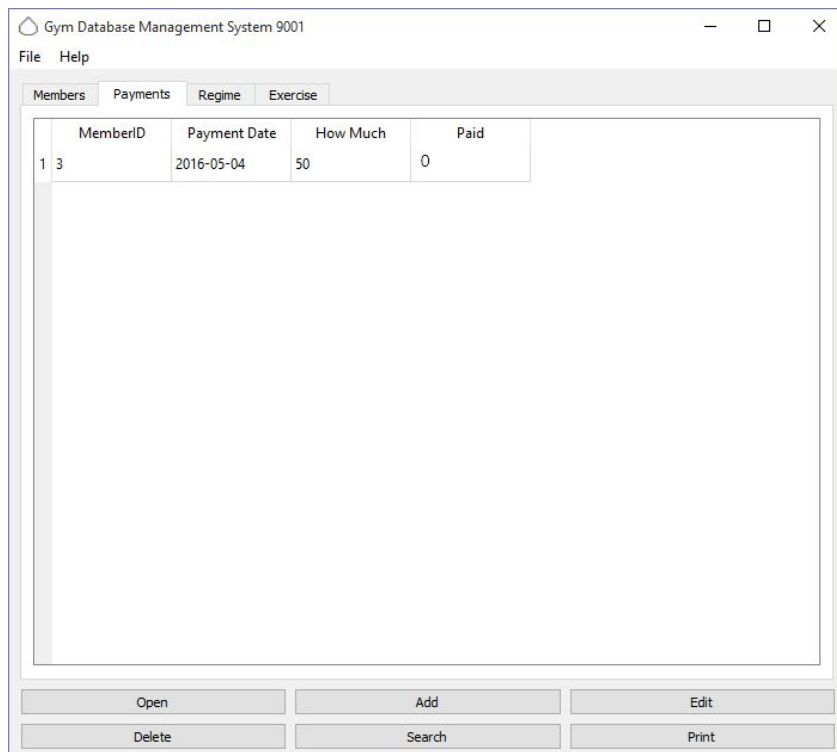 Gym Database Management System 9001
File Help
Members Payments Regime Exercise
MemberID Payment Date How Much Paid
1 3 2016-05-04 50 0
Open Add Edit
Delete Search Print